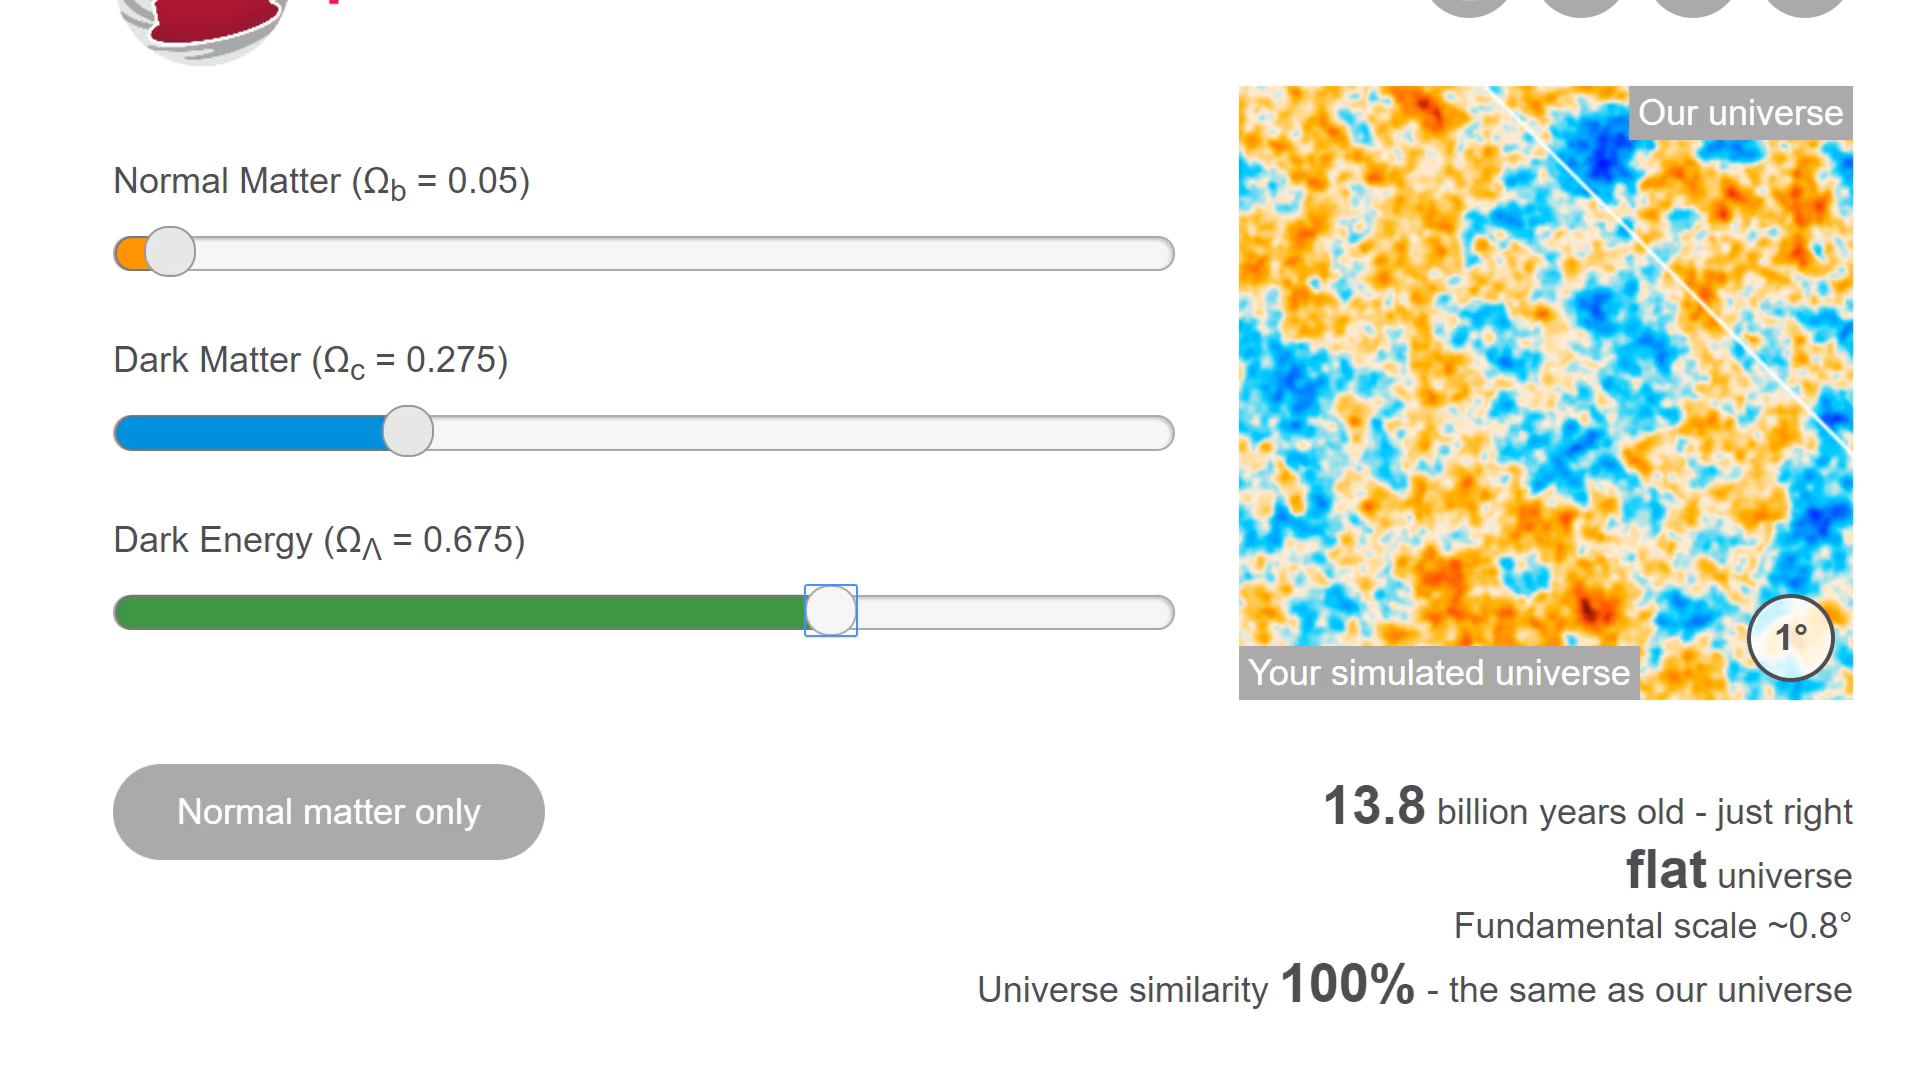 Our universe
Normal Matter (Ωb = 0.05)
Dark Matter (Ωc = 0.275)
Dark Energy (ΩΛ = 0.675)
1°
Your simulated universe
Normal matter only
13.8 billion years old - just right
flat universe
Fundamental scale ~0.8°
Universe similarity 100% - the same as our universe